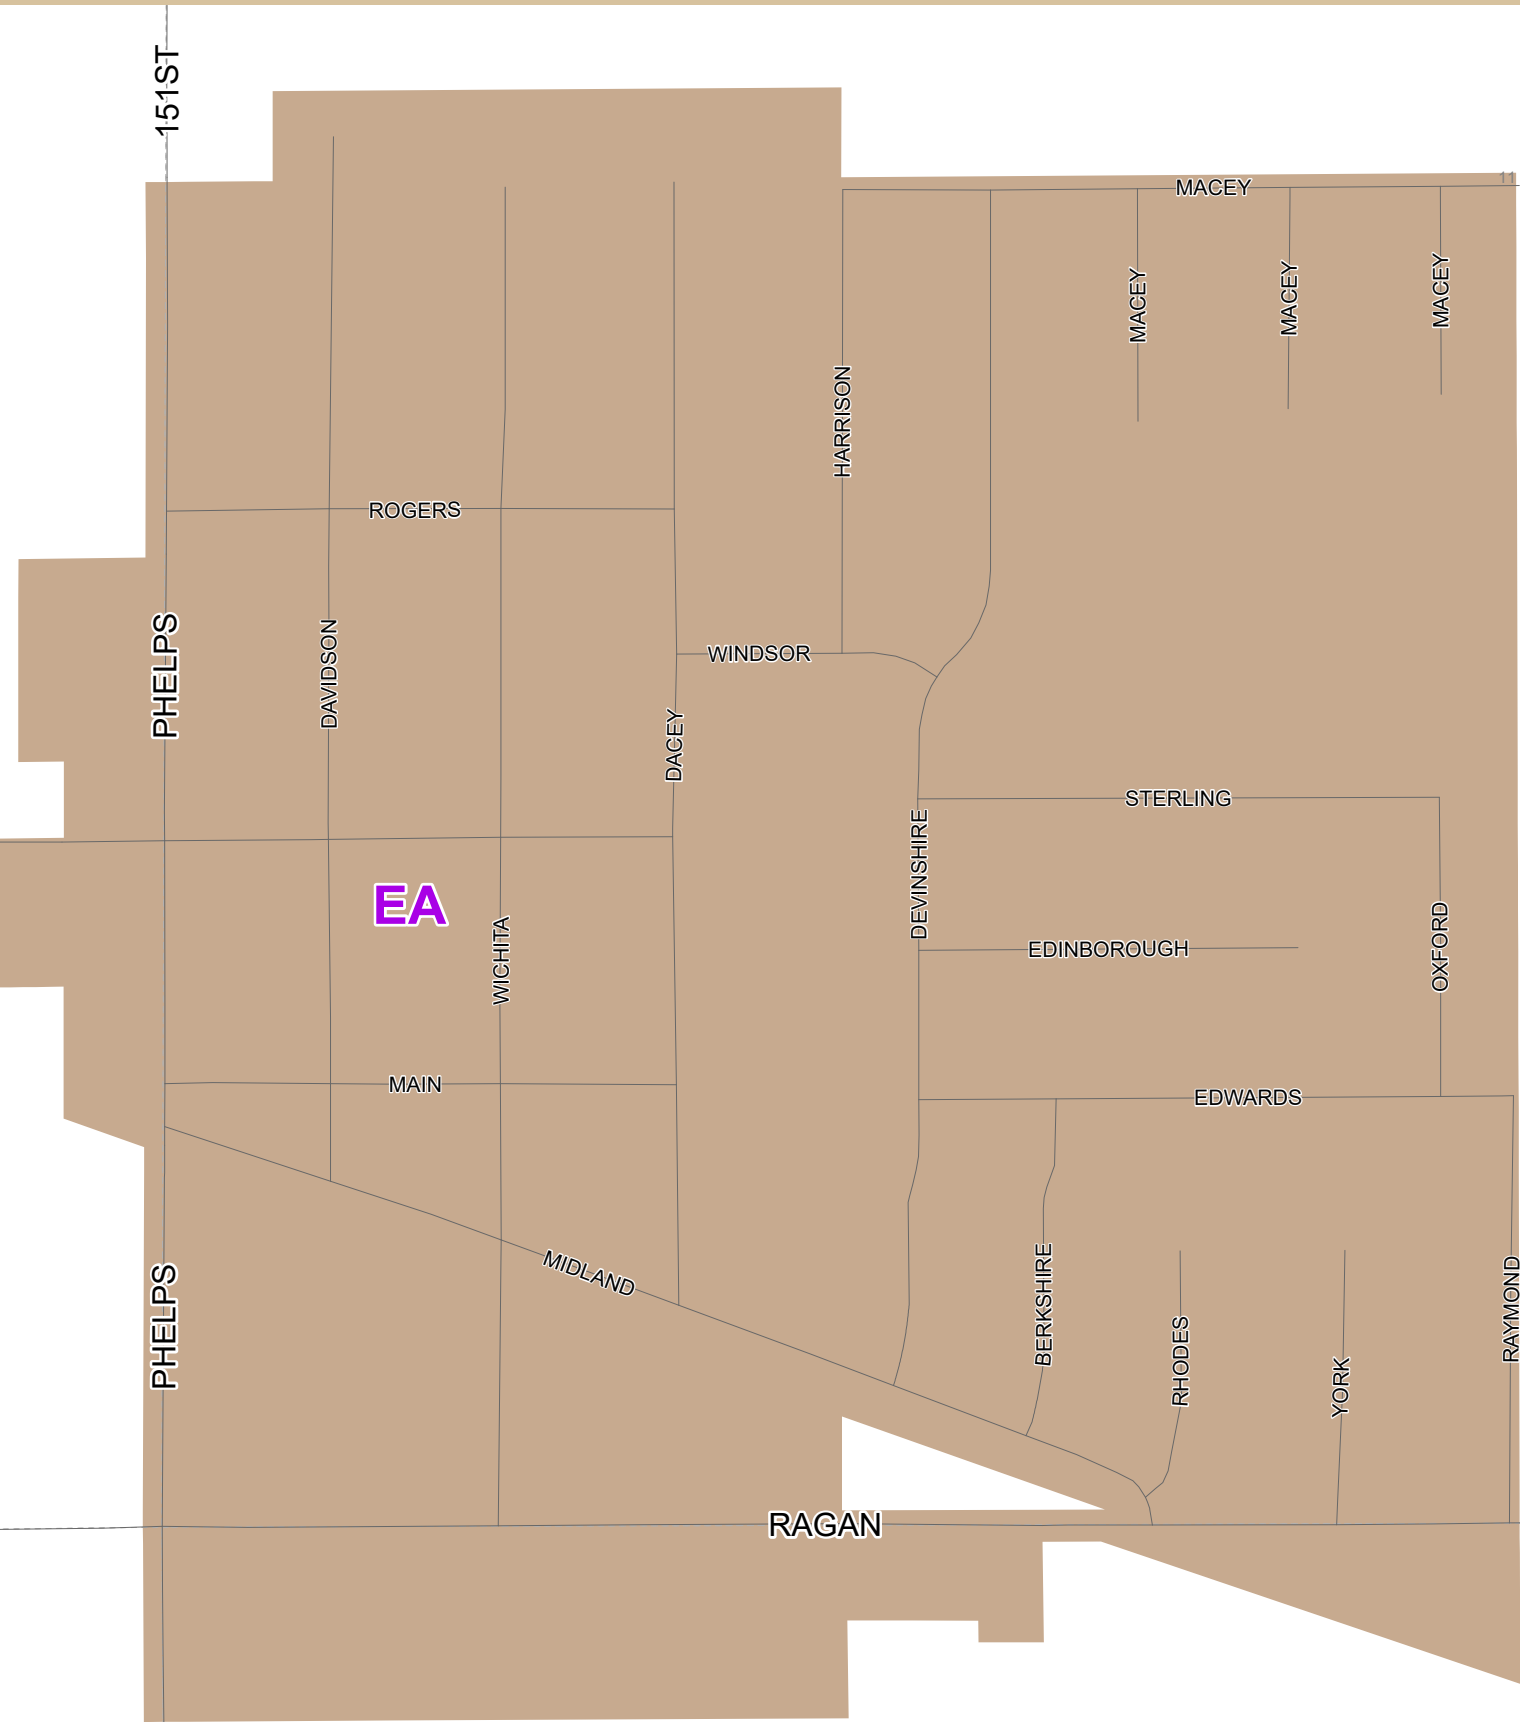 151ST
11
MACEY
MACEY
MACEY
MACEY
HARRISON
ROGERS
PHELPS
DAVIDSON
WINDSOR
DACEY
STERLING
DEVINSHIRE
EA
WICHITA
EDINBOROUGH
OXFORD
MAIN
EDWARDS
MIDLAND
PHELPS
BERKSHIRE
RHODES
YORK
RAYMOND
RAGAN